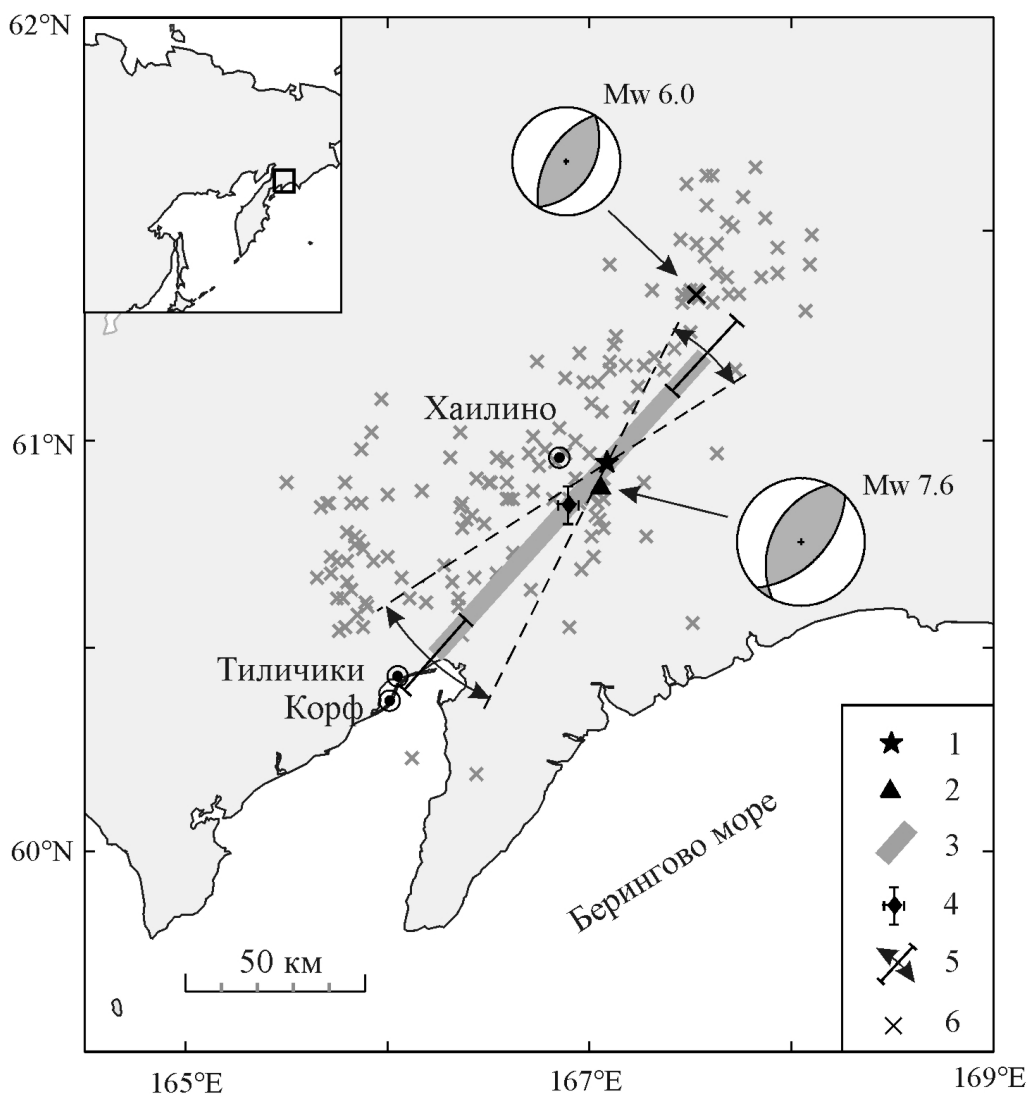 62°N
Mw 6.0
61°N
Хаилино
Mw 7.6
Тиличики
Корф
1
2
60°N
3
Берингово море
4
50 км
5
6
165°E
167°E
169°E